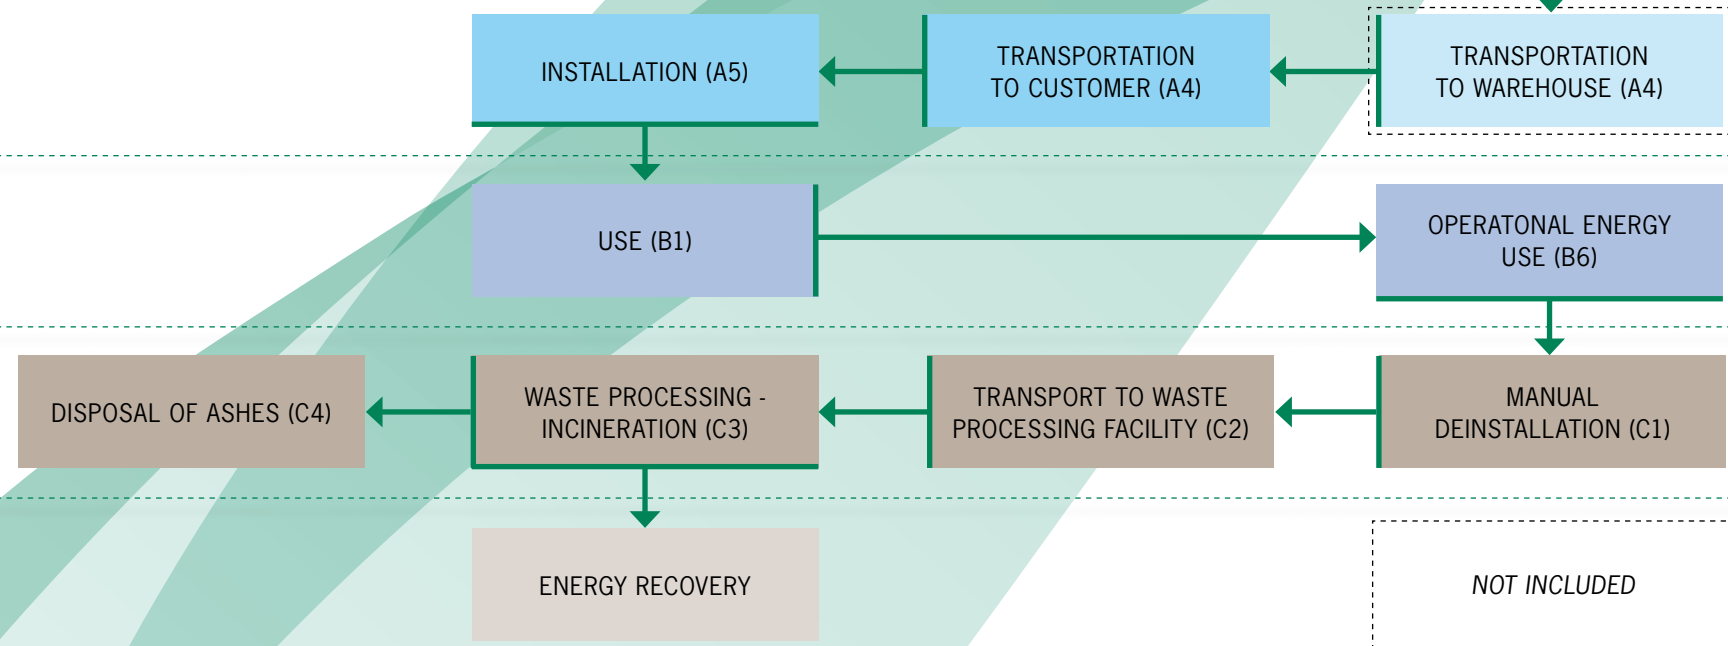 INSTALLATION (A5)
TRANSPORTATION
TO CUSTOMER (A4)
TRANSPORTATION
TO WAREHOUSE (A4)
USE (B1)
OPERATONAL ENERGY
USE (B6)
DISPOSAL OF ASHES (C4)
WASTE PROCESSING -
INCINERATION (C3)
TRANSPORT TO WASTE
PROCESSING FACILITY (C2)
MANUAL
DEINSTALLATION (C1)
ENERGY RECOVERY
NOT INCLUDED